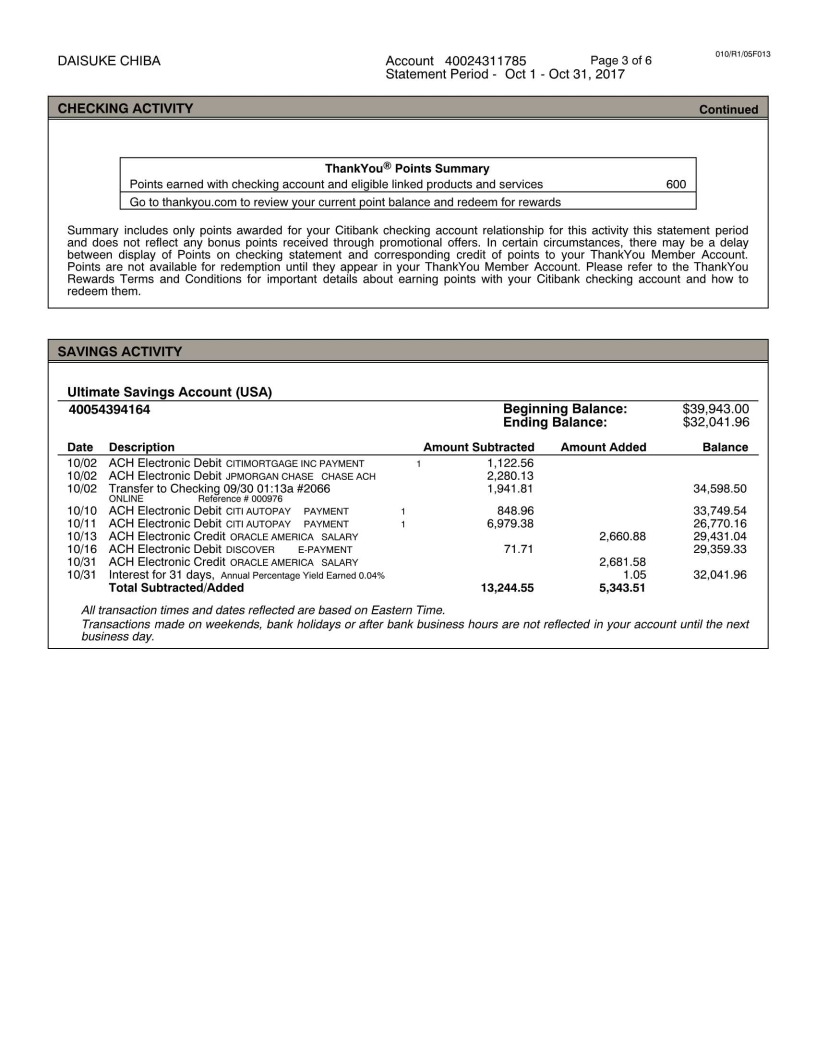 010/R1/05F013
DAISUKE CHIBA Account 40024311785 Page 3 of 6
Statement Period - Oct 1 - Oct 31, 2017
CHECKING ACTIVITY Continued
ThankYou® Points Summary
Points earned with checking account and eligible linked products and services 600
Go to thankyou.com to review your current point balance and redeem for rewards
Summary includes only points awarded for your Citibank checking account relationship for this activity this statement period
and does not reflect any bonus points received through promotional offers. In certain circumstances, there may be a delay
between display of Points on checking statement and corresponding credit of points to your ThankYou Member Account.
Points are not available for redemption until they appear in your ThankYou Member Account. Please refer to the ThankYou
Rewards Terms and Conditions for important details about earning points with your Citibank checking account and how to
redeem them.
SAVINGS ACTIVITY
Ultimate Savings Account (USA)
40054394164 Beginning Balance: $39,943.00
Ending Balance: $32,041.96
Date Description Amount Subtracted Amount Added Balance
10/02 ACH Electronic Debit CITIMORTGAGE INC PAYMENT 1 1,122.56
10/02 ACH Electronic Debit JPMORGAN CHASE CHASE ACH 2,280.13
10/02 Transfer to Checking 09/30 01:13a #2066 1,941.81 34,598.50
ONLINE Reference # 000976
10/10 ACH Electronic Debit CITI AUTOPAY PAYMENT 1 848.96 33,749.54
10/11 ACH Electronic Debit CITI AUTOPAY PAYMENT 1 6,979.38 26,770.16
10/13 ACH Electronic Credit ORACLE AMERICA SALARY 2,660.88 29,431.04
10/16 ACH Electronic Debit DISCOVER E-PAYMENT 71.71 29,359.33
10/31 ACH Electronic Credit ORACLE AMERICA SALARY 2,681.58
10/31 Interest for 31 days, Annual Percentage Yield Earned 0.04% 1.05 32,041.96
Total Subtracted/Added 13,244.55 5,343.51
All transaction times and dates reflected are based on Eastern Time.
Transactions made on weekends, bank holidays or after bank business hours are not reflected in your account until the next
business day.